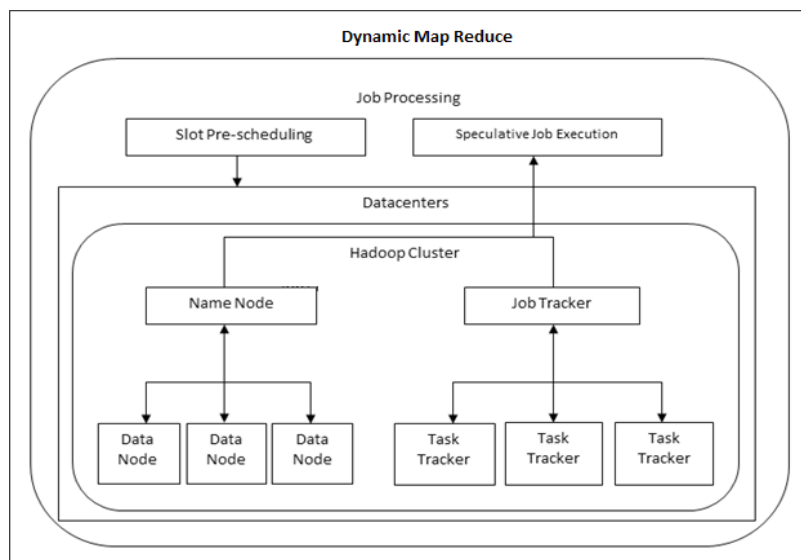 Dynamic Map Reduce
Job Processing
Slot Pre-scheduling
Speculative Job Execution
Datacenters
Hadoop Cluster
Name Node
Job Tracker
Data
Node
Data
Node
Data
Node
Task
Tracker
Task
Tracker
Task
Tracker